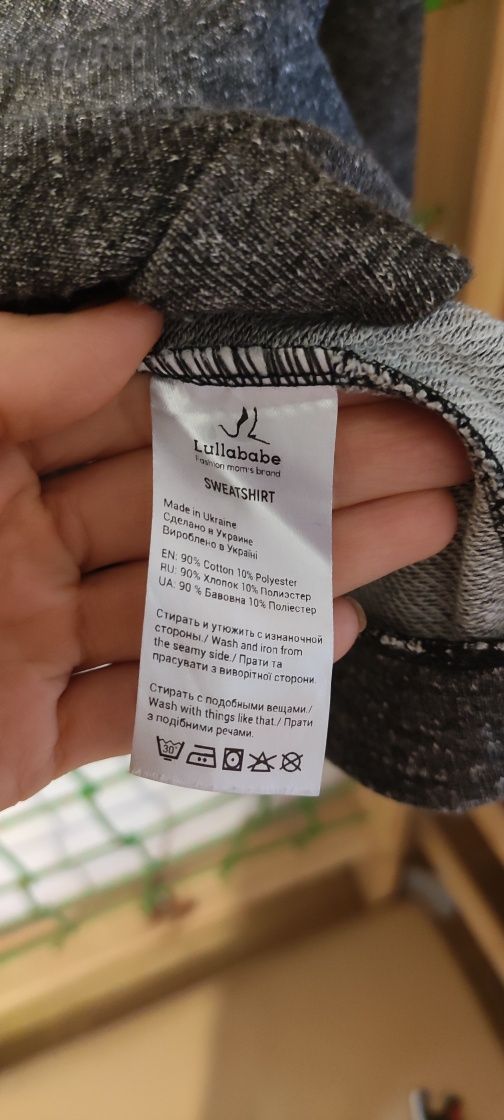 Lullababe
Fashion mom's brand
SWEATSHIRT
Made in Ukraine
Сделано в Украине
Вироблено в Україні
EN: 90% Cotton 10% Polyester
RU: 90% Хлопок 10% Полиэстер
UA: 90 % Бавовна 10% Поліестер
Стирать и утюжить с изнаночной
стороны./ Wash and iron from
the seamy side./ Прати та
прасувати з виворітної сторони.
Стирать с подобными вещами./
Wash with things like that./ Прати
з подібними речами.
30°